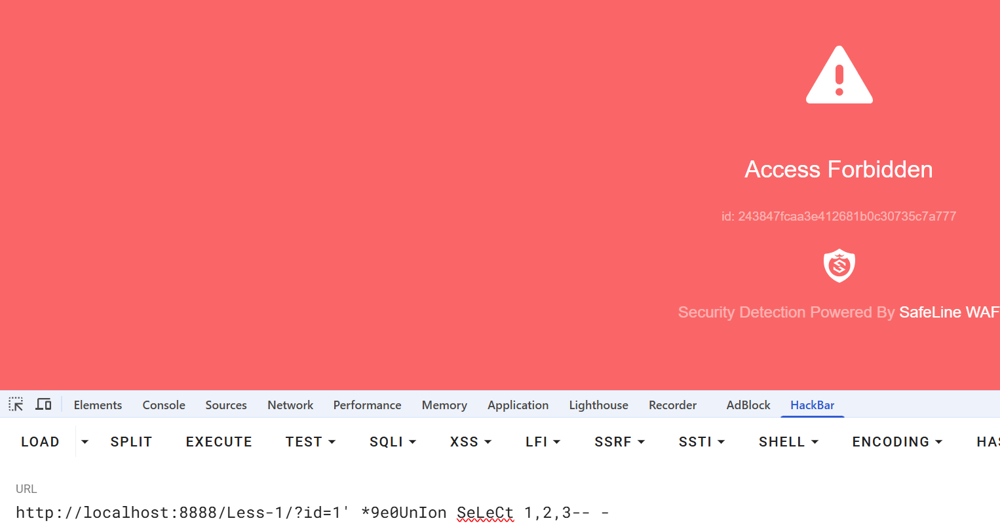 Access Forbidden
id: 243847fcaa3e412681b0c30735c7a777
Security Detection Powered By SafeLine WAF
Elements Console Sources Network Performance Memory Application Lighthouse Recorder AdBlock HackBar
LOAD SPLIT EXECUTE TEST SQLI XSS LFI SSRF SSTI SHELL ENCODING HAS
URL
http://localhost:8888/Less-1/?id=1' *9e0UnIon SeLeCt 1,2,3-- -